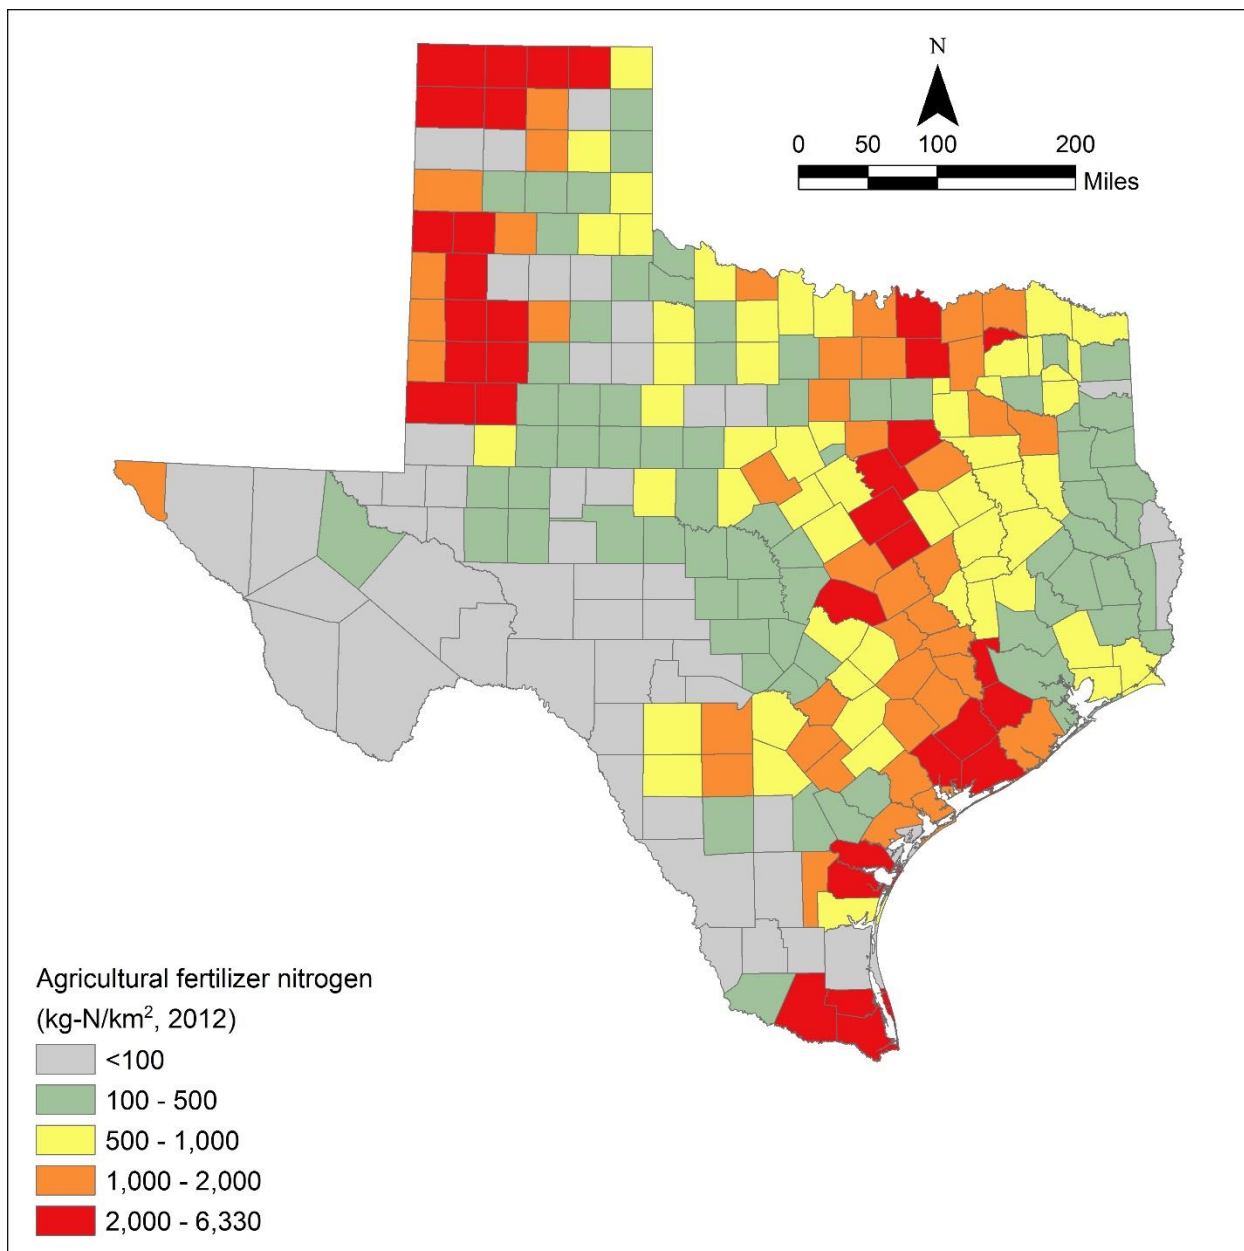 N
0 50 100 200
Miles
Agricultural fertilizer nitrogen
(kg-N/km², 2012)
<100
100 - 500
500 - 1,000
1,000 - 2,000
2,000 - 6,330